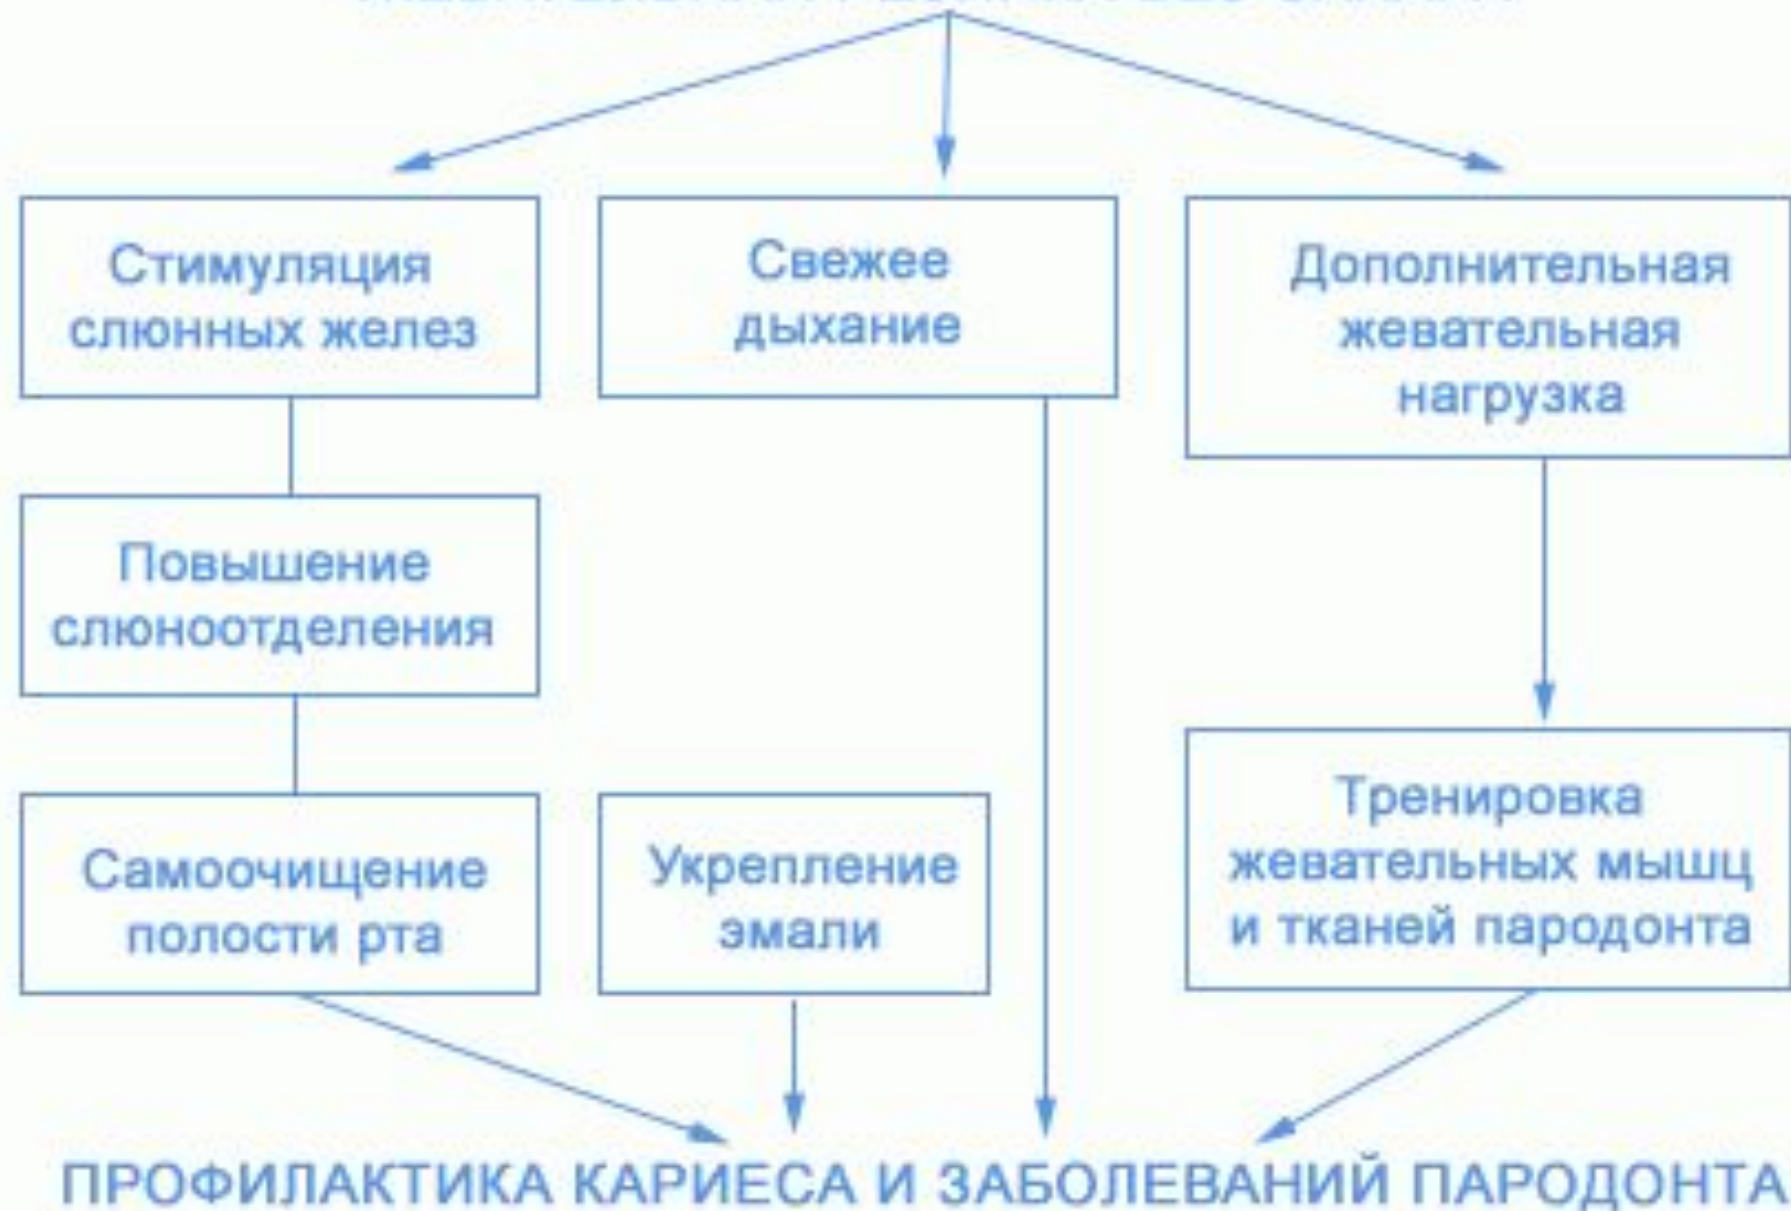 Стимуляция
слюнных желез
Свежее
дыхание
Дополнительная
жевательная
нагрузка
Повышение
слюноотделения
Самоочищение
полости рта
Укрепление
эмали
Тренировка
жевательных мышц
и тканей пародонта
ПРОФИЛАКТИКА КАРИЕСА И ЗАБОЛЕВАНИЙ ПАРОДОНТА